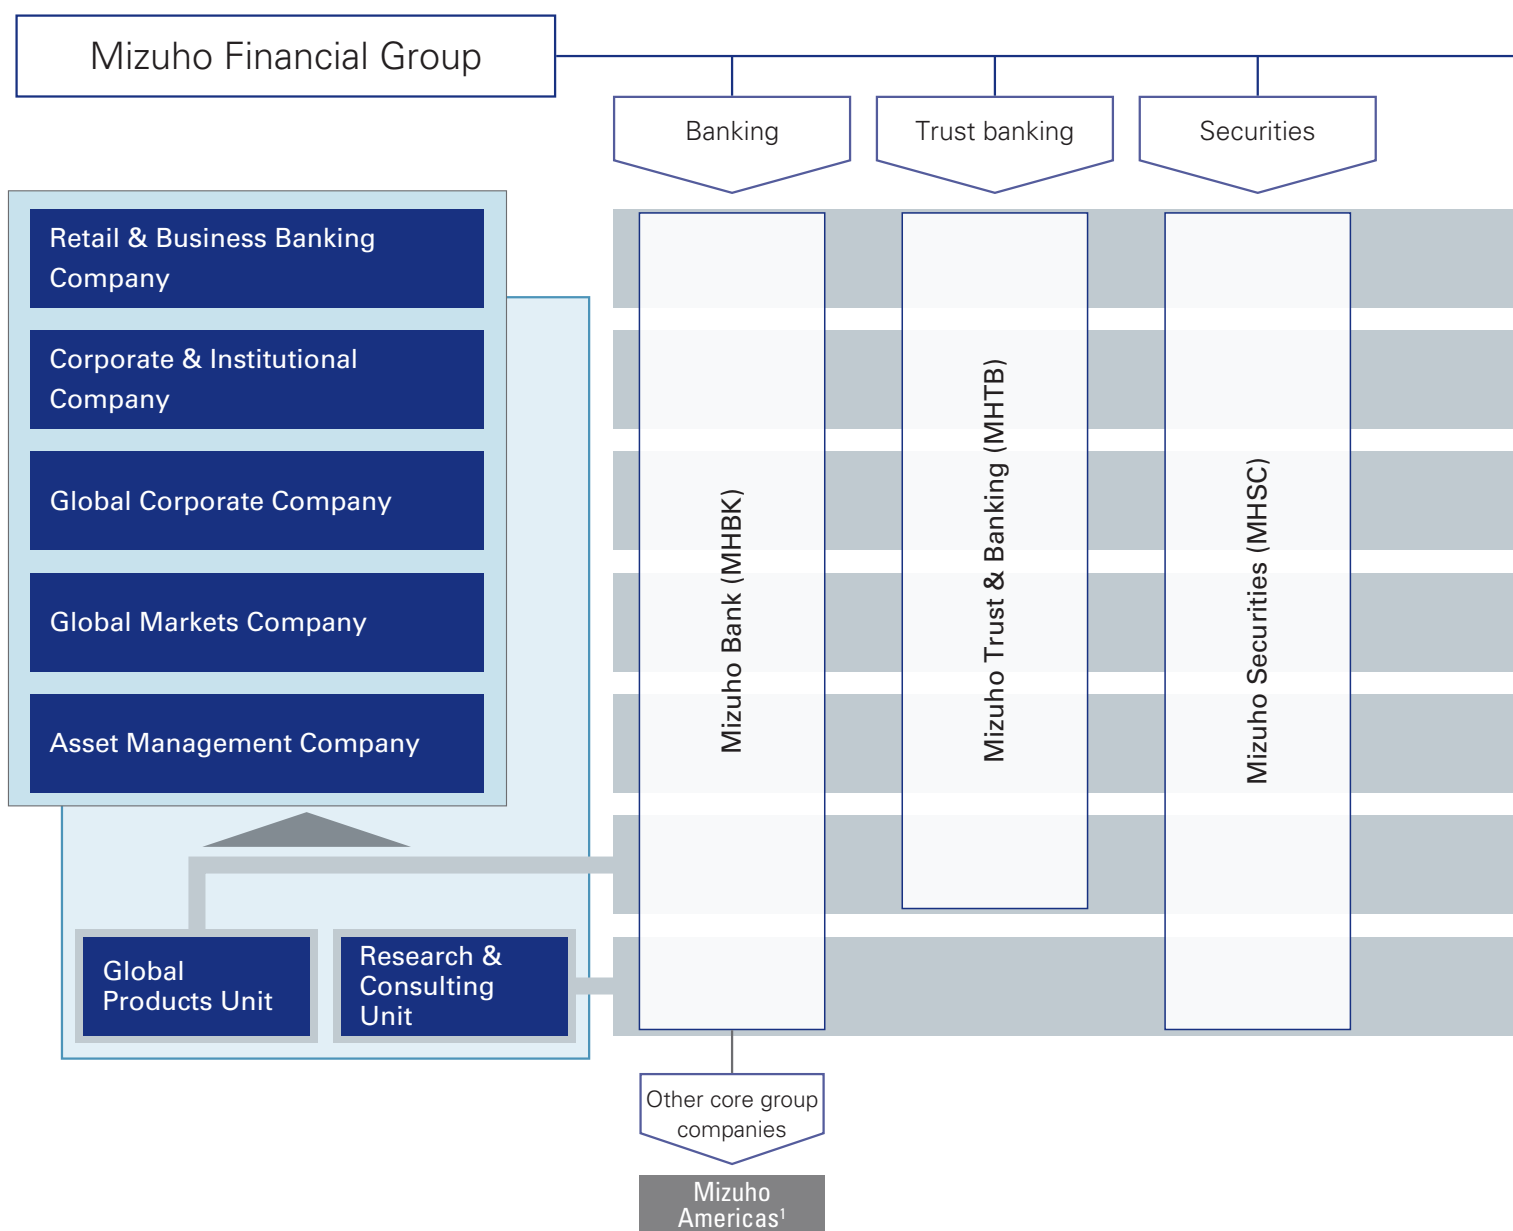 Mizuho Financial Group
Banking
Trust banking
Securities
Retail & Business Banking
Company
Corporate & Institutional
Company
Global Corporate Company
Global Markets Company
Asset Management Company
Global
Products Unit
Research &
Consulting
Unit
Mizuho Bank (MHBK)
Mizuho Trust & Banking (MHTB)
Mizuho Securities (MHSC)
Other core group
companies
Mizuho
Americas¹